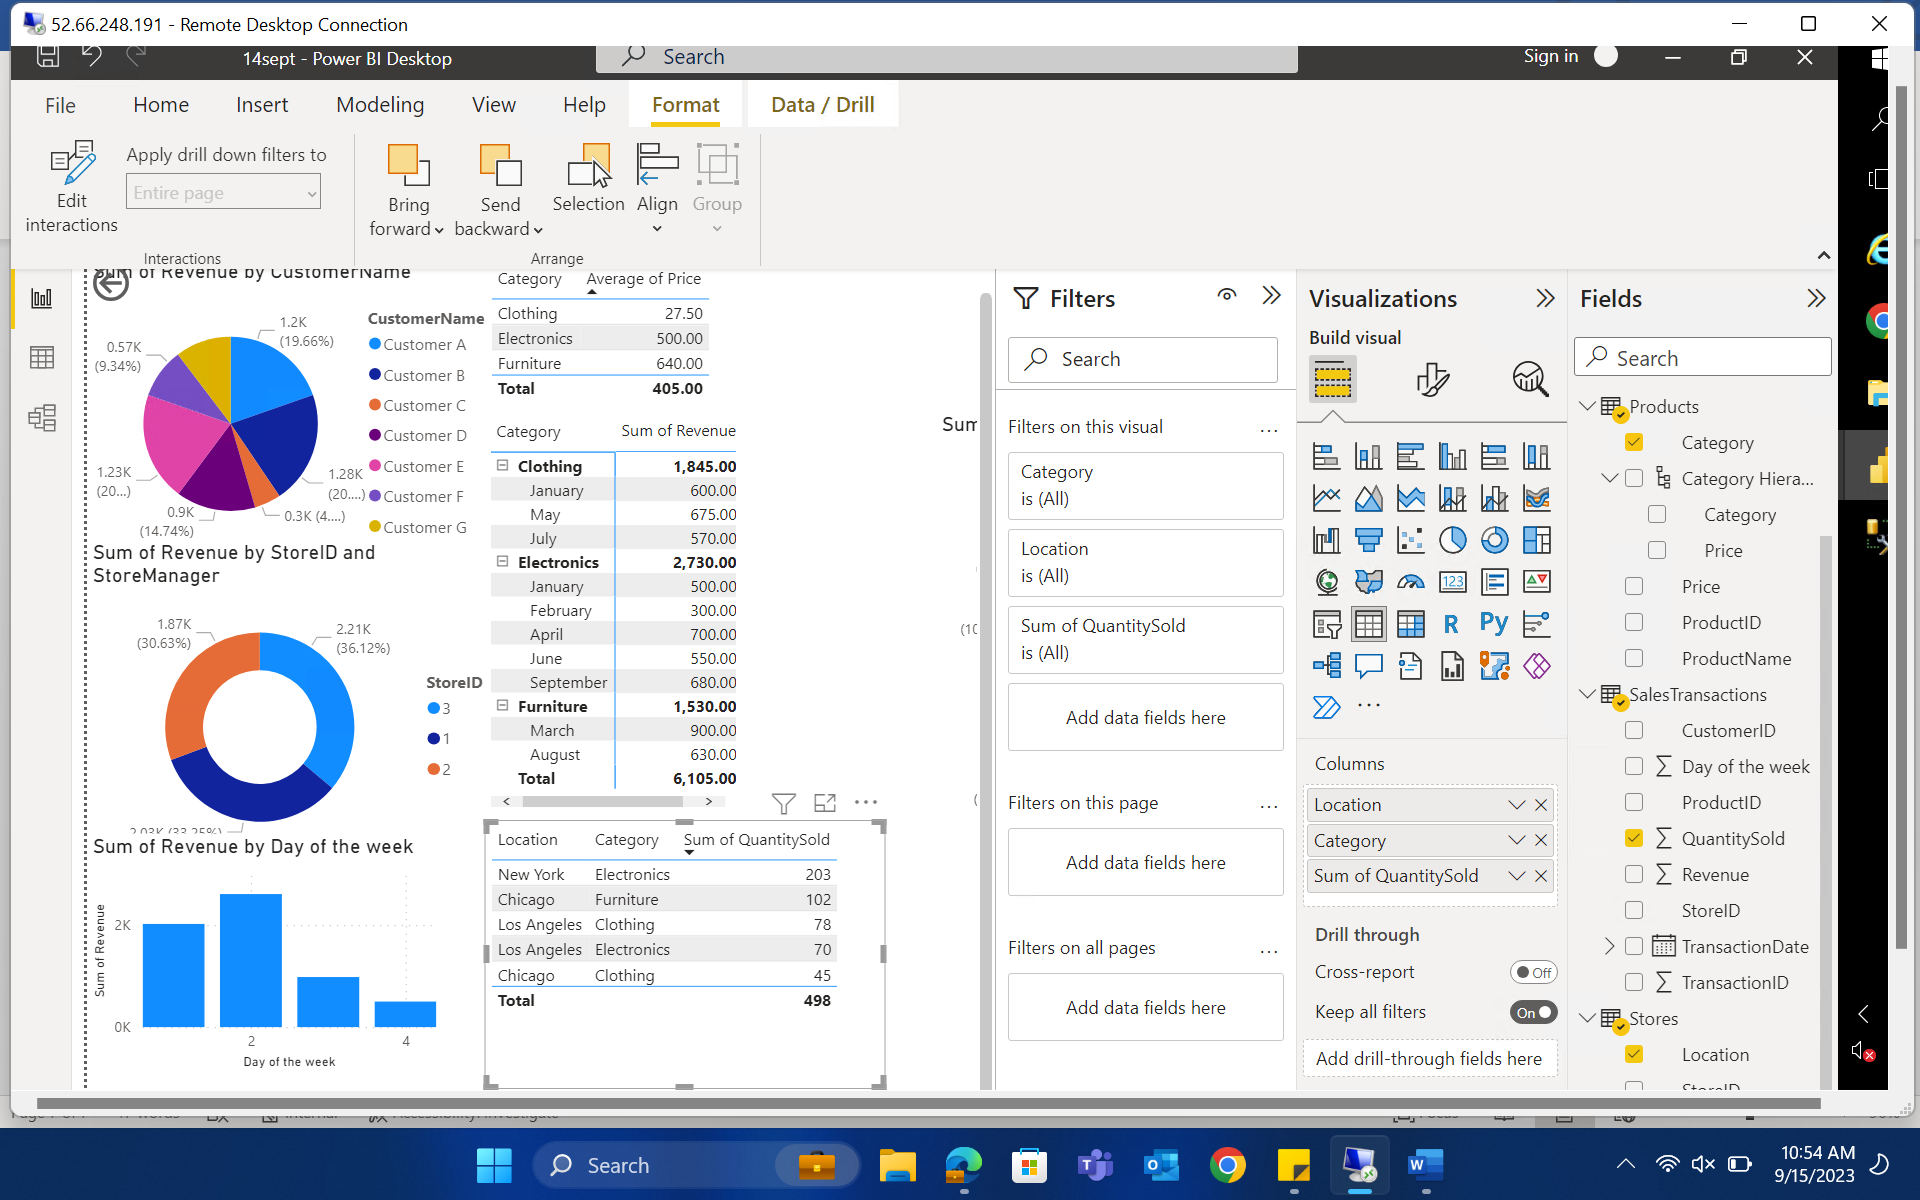 52.66.248.191 - Remote Desktop Connection
14sept - Power BI Desktop
Search
Sign in
File
Home
Insert
Modeling
View
Help
Format
Data / Drill
Edit
interactions
Apply drill down filters to
Entire page
Interactions
Bring
forward
Send
backward
Selection
Align
Group
Arrange
Sum of Revenue by CustomerName
1.2K
(19.66%)
0.57K
(9.34%)
1.23K
(20...)
0.9K
(14.74%)
1.28K
(20....)
0.3K (4....)
CustomerName
Customer A
Customer B
Customer C
Customer D
Customer E
Customer F
Customer G
Sum of Revenue by StoreID and
StoreManager
1.87K
(30.63%)
2.21K
(36.12%)
2.03K (33.25%)
StoreID
3
1
2
Sum of Revenue by Day of the week
Sum of Revenue
2K
0K
2
4
Day of the week
Category Average of Price
Clothing 27.50
Electronics 500.00
Furniture 640.00
Total 405.00
Category Sum of Revenue
Clothing 1,845.00
January 600.00
May 675.00
July 570.00
Electronics 2,730.00
January 500.00
February 300.00
April 700.00
June 550.00
September 680.00
Furniture 1,530.00
March 900.00
August 630.00
Total 6,105.00
Sum
(10
Location Category Sum of QuantitySold
New York Electronics 203
Chicago Furniture 102
Los Angeles Clothing 78
Los Angeles Electronics 70
Chicago Clothing 45
Total 498
Filters
Search
Filters on this visual ...
Category
is (All)
Location
is (All)
Sum of QuantitySold
is (All)
Add data fields here
Filters on this page ...
Add data fields here
Filters on all pages ...
Add data fields here
Visualizations
Build visual
123
R
Py
...
Columns
Location
Category
Sum of QuantitySold
Drill through
Cross-report
Off
Keep all filters
On
Add drill-through fields here
Fields
Search
Products
Category
Category Hiera...
Category
Price
Price
ProductID
ProductName
SalesTransactions
CustomerID
Day of the week
ProductID
QuantitySold
Revenue
StoreID
TransactionDate
TransactionID
Stores
Location
StoreID
Search
10:54 AM
9/15/2023